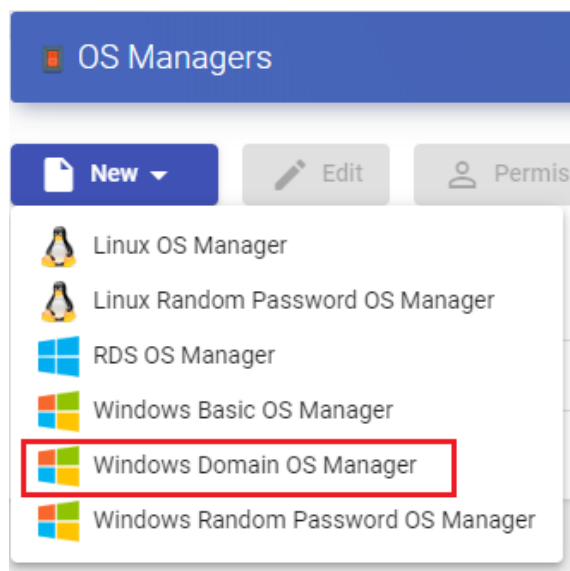 OS Managers
New Edit Permis
Linux OS Manager
Linux Random Password OS Manager
RDS OS Manager
Windows Basic OS Manager
Windows Domain OS Manager
Windows Random Password OS Manager